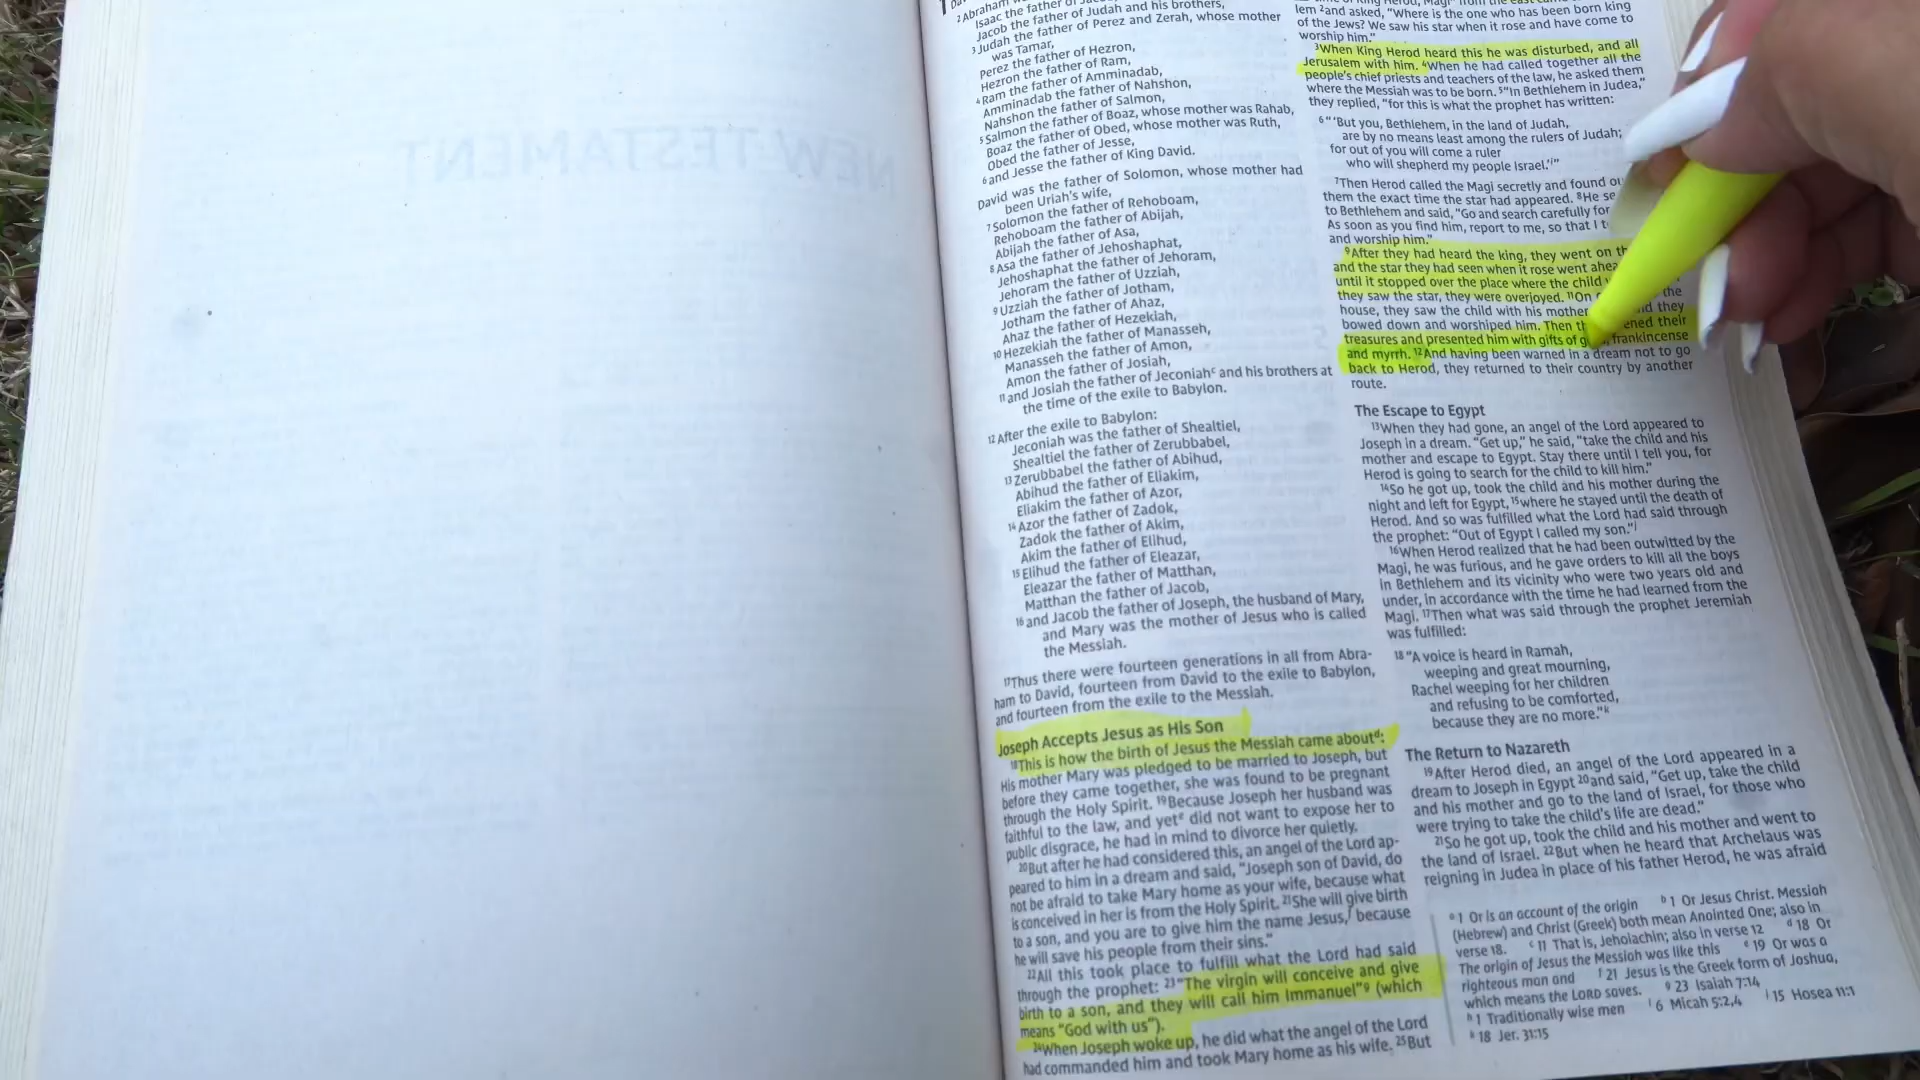 NEW TESTAMENT
2 Abraham
Isaac the father of
Jacob the father of Judah and his brothers,
3 Judah the father of Perez and Zerah, whose mother
was Tamar,
Perez the father of Hezron,
Hezron the father of Ram,
4 Ram the father of Amminadab,
Amminadab the father of Nahshon,
Nahshon the father of Salmon,
5 Salmon the father of Boaz, whose mother was Rahab,
Boaz the father of Obed, whose mother was Ruth,
Obed the father of Jesse,
6 and Jesse the father of King David.
David was the father of Solomon, whose mother had
been Uriah's wife,
7 Solomon the father of Rehoboam,
Rehoboam the father of Abijah,
Abijah the father of Asa,
8 Asa the father of Jehoshaphat,
Jehoshaphat the father of Jehoram,
Jehoram the father of Uzziah,
9 Uzziah the father of Jotham,
Jotham the father of Ahaz,
Ahaz the father of Hezekiah,
10 Hezekiah the father of Manasseh,
Manasseh the father of Amon,
Amon the father of Josiah,
11 and Josiah the father of Jeconiah c and his brothers at
the time of the exile to Babylon.
12 After the exile to Babylon:
Jeconiah was the father of Shealtiel,
Shealtiel the father of Zerubbabel,
13 Zerubbabel the father of Abihud,
Abihud the father of Eliakim,
Eliakim the father of Azor,
14 Azor the father of Zadok,
Zadok the father of Akim,
Akim the father of Elihud,
15 Elihud the father of Eleazar,
Eleazar the father of Matthan,
Matthan the father of Jacob,
16 and Jacob the father of Joseph, the husband of Mary,
and Mary was the mother of Jesus who is called
the Messiah.
17 Thus there were fourteen generations in all from Abra-
ham to David, fourteen from David to the exile to Babylon,
and fourteen from the exile to the Messiah.
Joseph Accepts Jesus as His Son
18 This is how the birth of Jesus the Messiah came about d:
His mother Mary was pledged to be married to Joseph, but
before they came together, she was found to be pregnant
through the Holy Spirit. 19 Because Joseph her husband was
faithful to the law, and yet e did not want to expose her to
public disgrace, he had in mind to divorce her quietly.
20 But after he had considered this, an angel of the Lord ap-
peared to him in a dream and said, "Joseph son of David, do
not be afraid to take Mary home as your wife, because what
is conceived in her is from the Holy Spirit. 21 She will give birth
to a son, and you are to give him the name Jesus, f because
he will save his people from their sins."
22 All this took place to fulfill what the Lord had said
through the prophet: 23 "The virgin will conceive and give
birth to a son, and they will call him Immanuel" g (which
means "God with us").
24 When Joseph woke up, he did what the angel of the Lord
had commanded him and took Mary home as his wife. 25 But
time of King Herod, Magi from the east
lem 2 and asked, "Where is the one who has been born king
of the Jews? We saw his star when it rose and have come to
worship him."
3 When King Herod heard this he was disturbed, and all
Jerusalem with him. 4 When he had called together all the
people's chief priests and teachers of the law, he asked them
where the Messiah was to be born. 5 "In Bethlehem in Judea,"
they replied, "for this is what the prophet has written:
6 "'But you, Bethlehem, in the land of Judah,
are by no means least among the rulers of Judah;
for out of you will come a ruler
who will shepherd my people Israel.' i"
7 Then Herod called the Magi secretly and found
them the exact time the star had appeared. 8 He
to Bethlehem and said, "Go and search carefully for
As soon as you find him, report to me, so that I
and worship him."
9 After they had heard the king, they went on
and the star they had seen when it rose went
until it stopped over the place where the child
they saw the star, they were overjoyed. 11 On the
house, they saw the child with his mother they
bowed down and worshiped him. Then their
treasures and presented him with gifts of frankincense
and myrrh. 12 And having been warned in a dream not to go
back to Herod, they returned to their country by another
route.
The Escape to Egypt
13 When they had gone, an angel of the Lord appeared to
Joseph in a dream. "Get up," he said, "take the child and his
mother and escape to Egypt. Stay there until I tell you, for
Herod is going to search for the child to kill him."
14 So he got up, took the child and his mother during the
night and left for Egypt, 15 where he stayed until the death of
Herod. And so was fulfilled what the Lord had said through
the prophet: "Out of Egypt I called my son." j
16 When Herod realized that he had been outwitted by the
Magi, he was furious, and he gave orders to kill all the boys
in Bethlehem and its vicinity who were two years old and
under, in accordance with the time he had learned from the
Magi. 17 Then what was said through the prophet Jeremiah
was fulfilled:
18 "A voice is heard in Ramah,
weeping and great mourning,
Rachel weeping for her children
and refusing to be comforted,
because they are no more." k
The Return to Nazareth
19 After Herod died, an angel of the Lord appeared in a
dream to Joseph in Egypt 20 and said, "Get up, take the child
and his mother and go to the land of Israel, for those who
were trying to take the child's life are dead."
21 So he got up, took the child and his mother and went to
the land of Israel. 22 But when he heard that Archelaus was
reigning in Judea in place of his father Herod, he was afraid
a 1 Or is an account of the origin b 1 Or Jesus Christ. Messiah
(Hebrew) and Christ (Greek) both mean Anointed One; also in
verse 18. c 11 That is, Jehoiachin; also in verse 12 d 18 Or
The origin of Jesus the Messiah was like this e 19 Or was a
righteous man and f 21 Jesus is the Greek form of Joshua,
which means the LORD saves. g 23 Isaiah 7:14
h 1 Traditionally wise men i 6 Micah 5:2,4 j 15 Hosea 11:1
k 18 Jer. 31:15